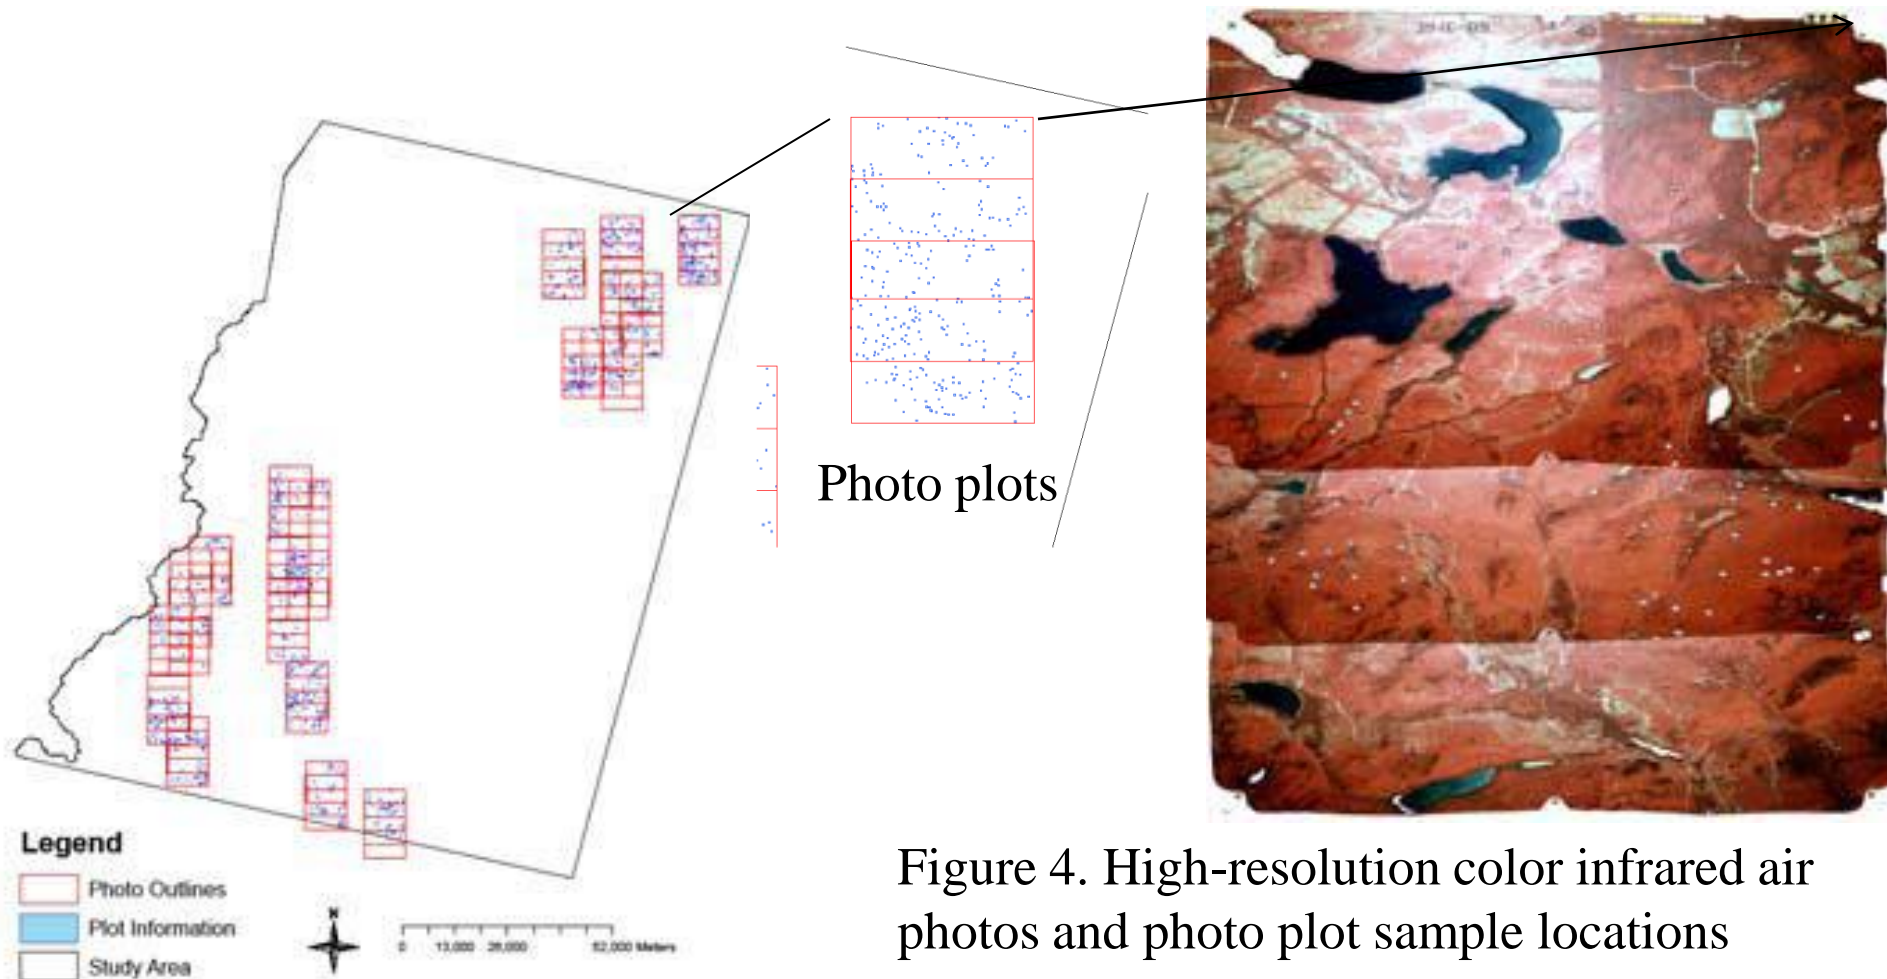 Photo plots
Legend
Photo Outlines
Plot Information
Study Area
N
0 13,000 26,000 52,000 Meters
Figure 4. High-resolution color infrared air
photos and photo plot sample locations